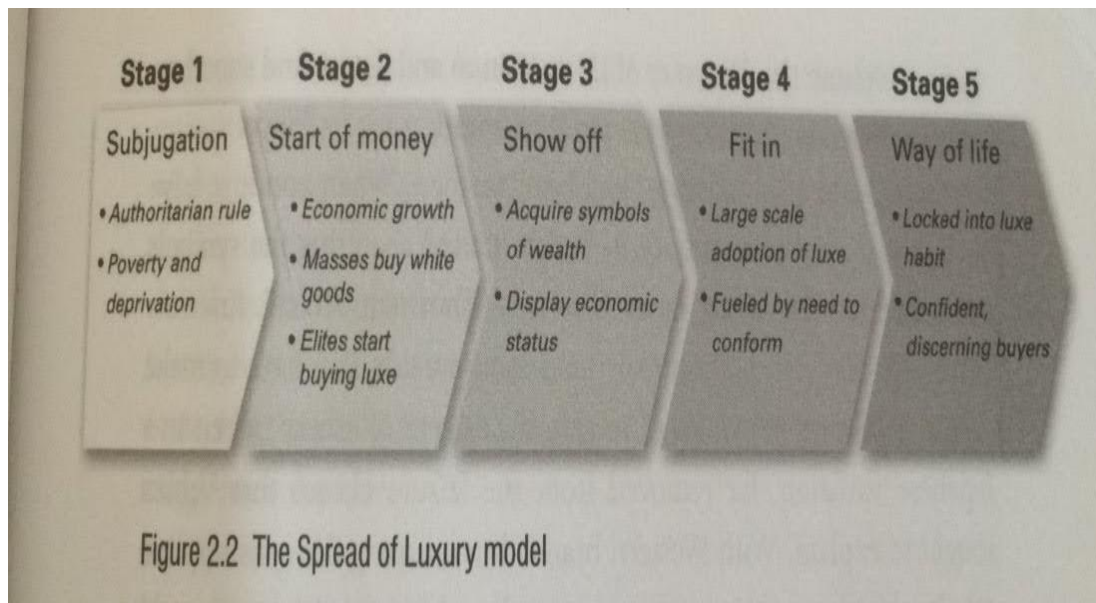 Stage 1
Subjugation
• Authoritarian rule
• Poverty and
deprivation
Stage 2
Start of money
• Economic growth
• Masses buy white
goods
• Elites start
buying luxe
Stage 3
Show off
• Acquire symbols
of wealth
• Display economic
status
Stage 4
Fit in
• Large scale
adoption of luxe
• Fueled by need to
conform
Stage 5
Way of life
• Locked into luxe
habit
• Confident,
discerning buyers
Figure 2.2 The Spread of Luxury model